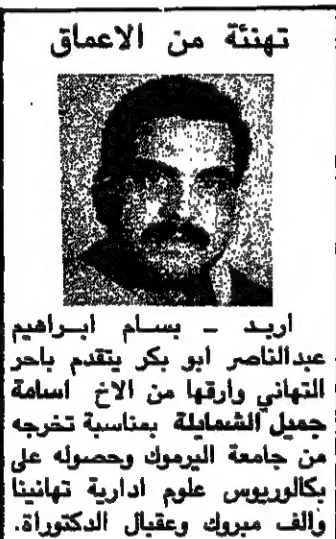 تهنئة من الاعماق
اربد - بسام ابراهيم
عبدالناصر ابو بكر يتقدم باحر
التهاني وارقها من الاخ اسامة
جميل الشمايلة بمناسبة تخرجه
من جامعة اليرموك وحصوله على
بكالوريوس علوم ادارية تهانينا
والف مبروك وعقبال الدكتوراة.